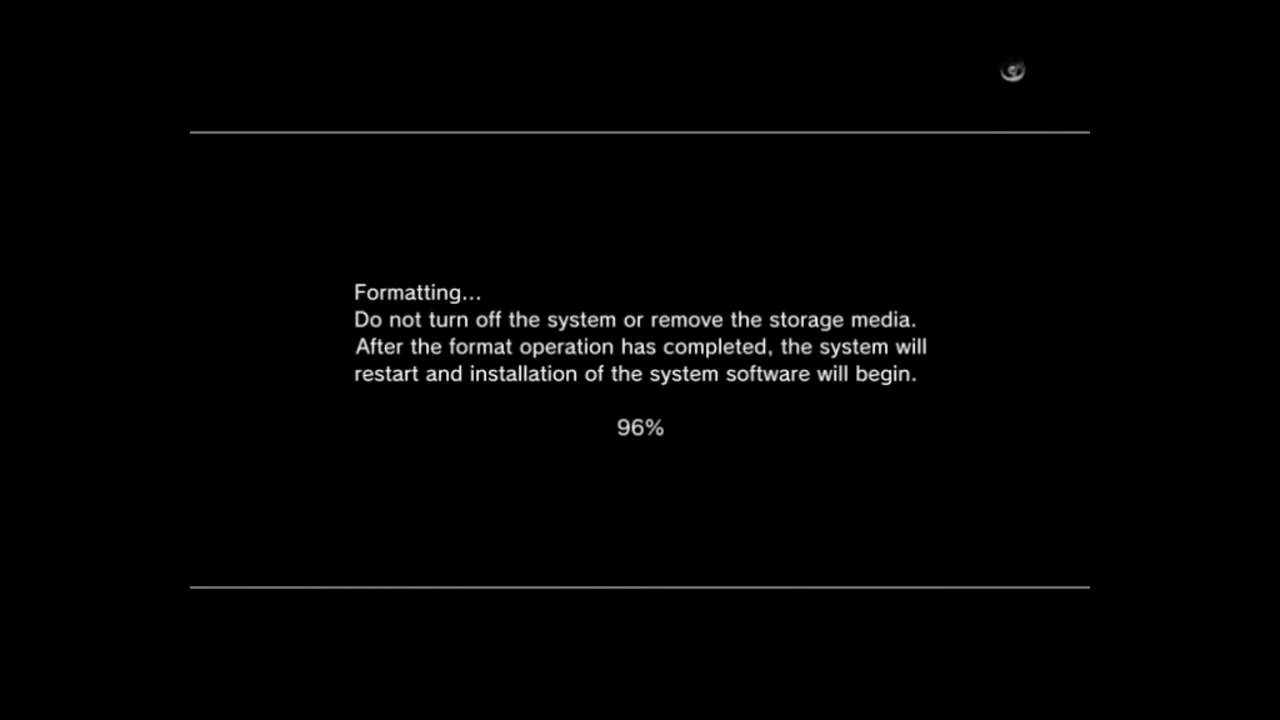 Formatting...
Do not turn off the system or remove the storage media.
After the format operation has completed, the system will
restart and installation of the system software will begin.
96%